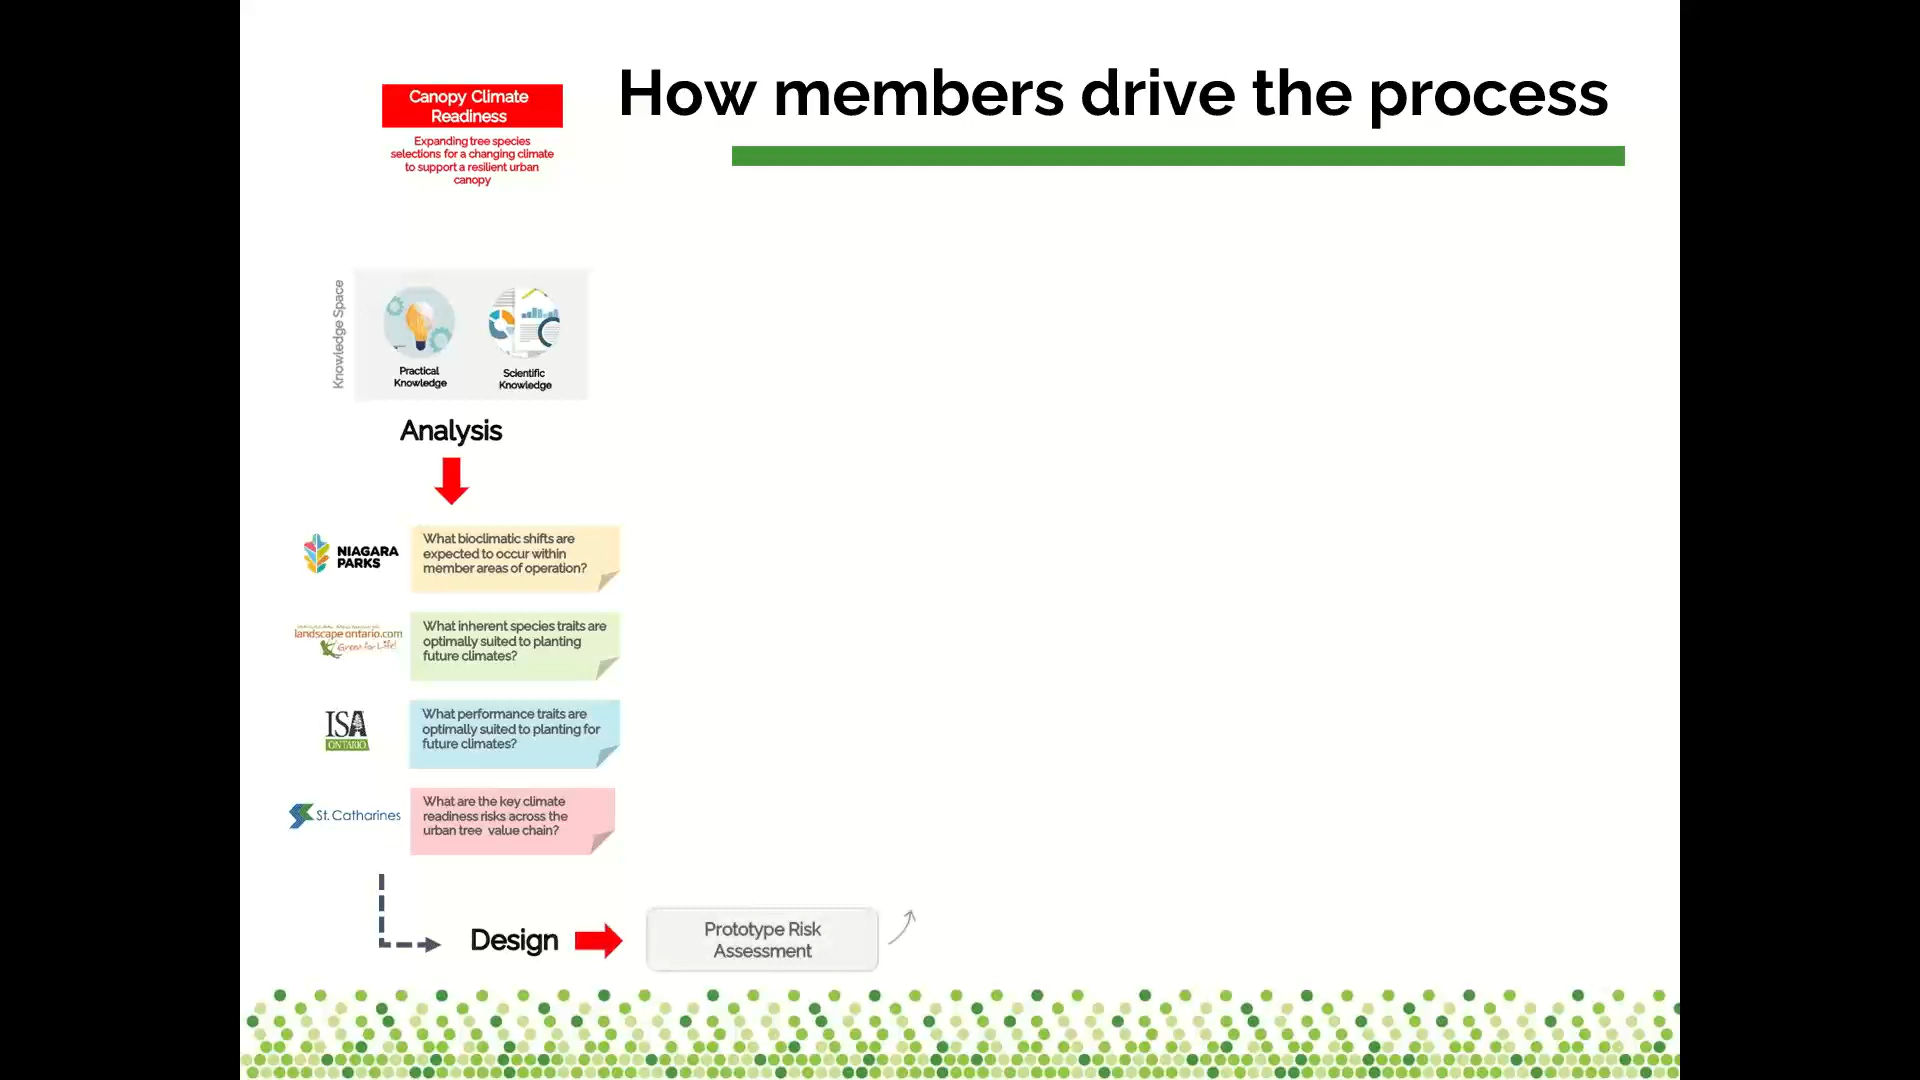 How members drive the process
Canopy Climate
Readiness
Expanding tree species
selections for a changing climate
to support a resilient urban
canopy
Knowledge Space
Practical
Knowledge
Scientific
Knowledge
Analysis
NIAGARA
PARKS
What bioclimatic shifts are
expected to occur within
member areas of operation?
landscapeontario.com
Green for Life!
What inherent species traits are
optimally suited to planting
future climates?
ISA
ONTARIO
What performance traits are
optimally suited to planting for
future climates?
St. Catharines
What are the key climate
readiness risks across the
urban tree value chain?
Design
Prototype Risk
Assessment